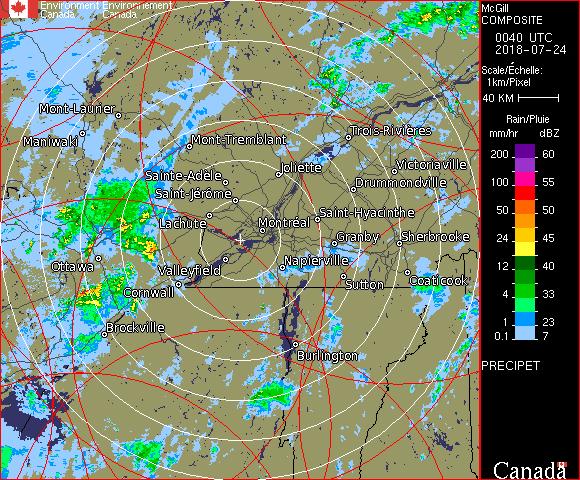 Environment Environnement
Canada Canada
McGill
COMPOSITE
0040 UTC
2018-07-24
Scale/Échelle:
1km/Pixel
40 KM
Rain/Pluie
mm/hr dBZ
200 60
100 55
75 53
50 50
24 45
12 40
4 33
1 23
0.1 7
PRECIPET
Canada
Mont-Laurier
Maniwaki
Mont-Tremblant
Trois-Rivières
Sainte-Adèle
Joliette
Victoriaville
Saint-Jérôme
Drummondville
Lachute
Montréal
Saint-Hyacinthe
Granby
Sherbrooke
Ottawa
Valleyfield
Napierville
Cornwall
Sutton
Coaticook
Brockville
Burlington